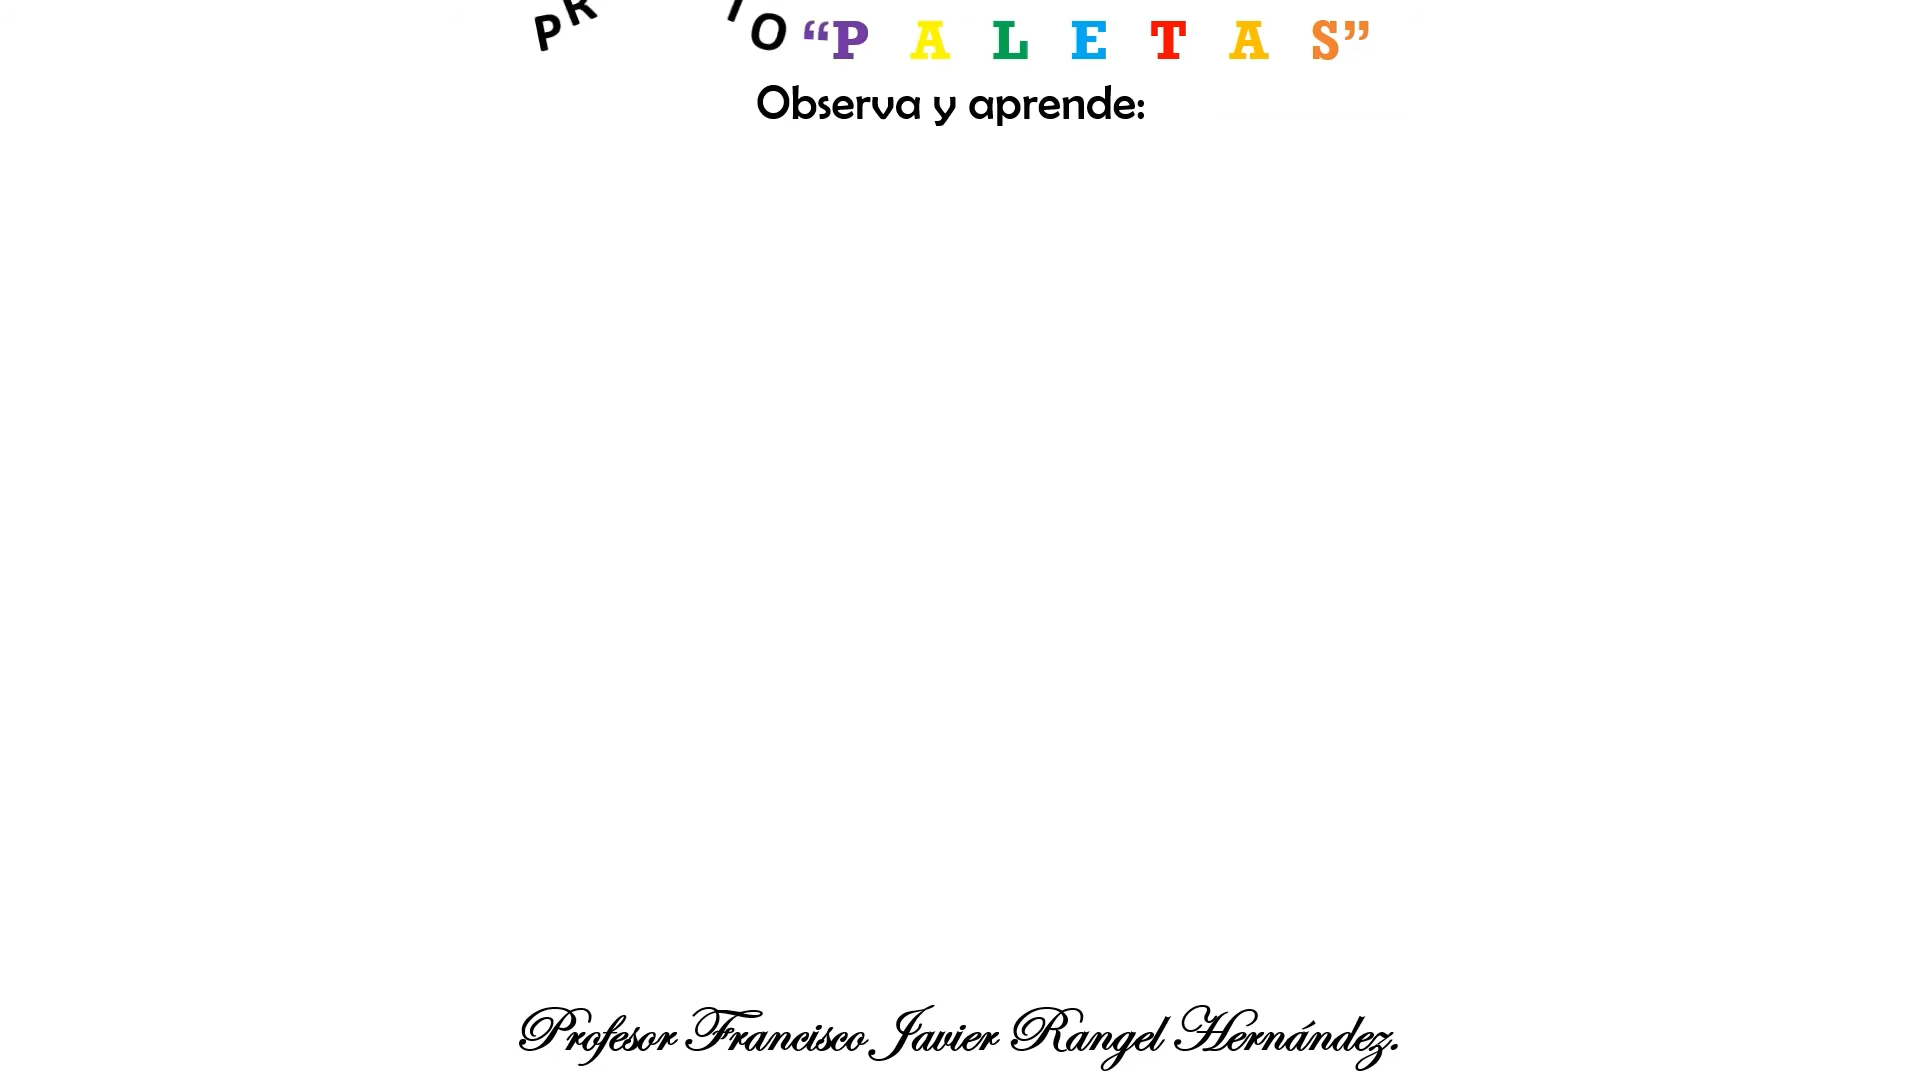 “P A L E T A S”
Observa y aprende:
Profesor Francisco Javier Rangel Hernández.